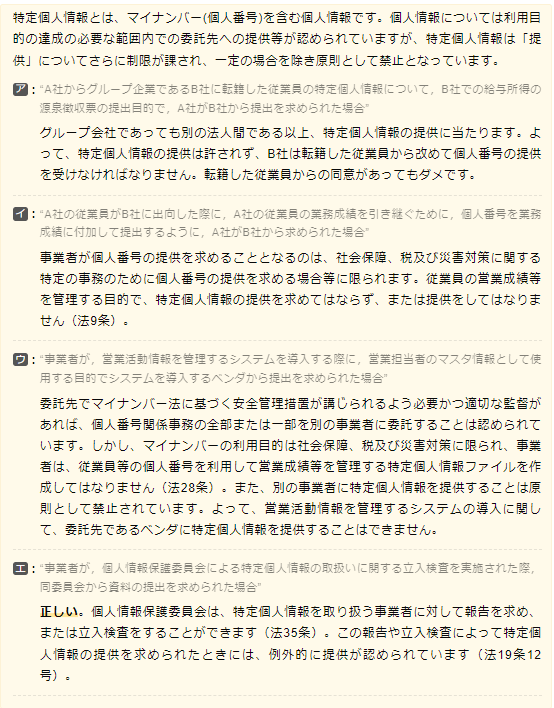 特定個人情報とは、マイナンバー(個人番号)を含む個人情報です。個人情報については利用目
的の達成の必要な範囲内での委託先への提供等が認められていますが、特定個人情報は「提
供」についてさらに制限が課され、一定の場合を除き原則として禁止となっています。
ア："A社からグループ企業であるB社に転籍した従業員の特定個人情報について，B社での給与所得の
源泉徴収票の提出目的で，A社がB社から提出を求められた場合"
グループ会社であっても別の法人間である以上、特定個人情報の提供に当たります。よ
って、特定個人情報の提供は許されず、B社は転籍した従業員から改めて個人番号の提供
を受けなければなりません。転籍した従業員からの同意があってもダメです。
イ："A社の従業員がB社に出向した際に，A社の従業員の業務成績を引き継ぐために，個人番号を業務
成績に付加して提出するように，A社がB社から求められた場合"
事業者が個人番号の提供を求めることとなるのは、社会保障、税及び災害対策に関する
特定の事務のために個人番号の提供を求める場合等に限られます。従業員の営業成績等
を管理する目的で、特定個人情報の提供を求めてはならず、または提供をしてはなりま
せん（法9条）。
ウ："事業者が，営業活動情報を管理するシステムを導入する際に，営業担当者のマスタ情報として使
用する目的でシステムを導入するベンダから提出を求められた場合"
委託先でマイナンバー法に基づく安全管理措置が講じられるよう必要かつ適切な監督が
あれば、個人番号関係事務の全部または一部を別の事業者に委託することは認められて
います。しかし、マイナンバーの利用目的は社会保障、税及び災害対策に限られ、事業
者は、従業員等の個人番号を利用して営業成績等を管理する特定個人情報ファイルを作
成してはなりません（法28条）。また、別の事業者に特定個人情報を提供することは原
則として禁止されています。よって、営業活動情報を管理するシステムの導入に関し
て、委託先であるベンダに特定個人情報を提供することはできません。
エ："事業者が，個人情報保護委員会による特定個人情報の取扱いに関する立入検査を実施された際，
同委員会から資料の提出を求められた場合"
正しい。個人情報保護委員会は、特定個人情報を取り扱う事業者に対して報告を求め、
または立入検査をすることができます（法35条）。この報告や立入検査によって特定個
人情報の提供を求められたときには、例外的に提供が認められています（法19条12
号）。